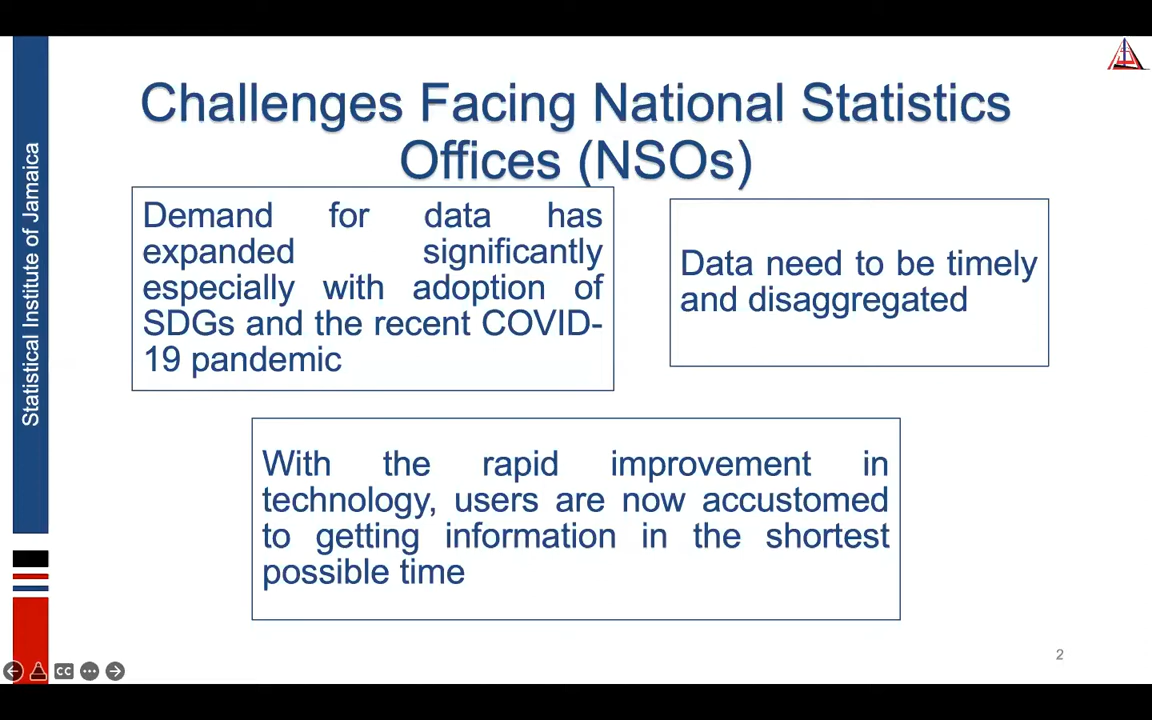 Challenges Facing National Statistics
Offices (NSOs)
Demand for data has
expanded significantly
especially with adoption of
SDGs and the recent COVID-
19 pandemic
Data need to be timely
and disaggregated
With the rapid improvement in
technology, users are now accustomed
to getting information in the shortest
possible time
Statistical Institute of Jamaica
2
CC